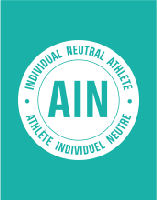 INDIVIDUAL NEUTRAL ATHLETE
AIN
ATHLÈTE INDIVIDUEL NEUTRE